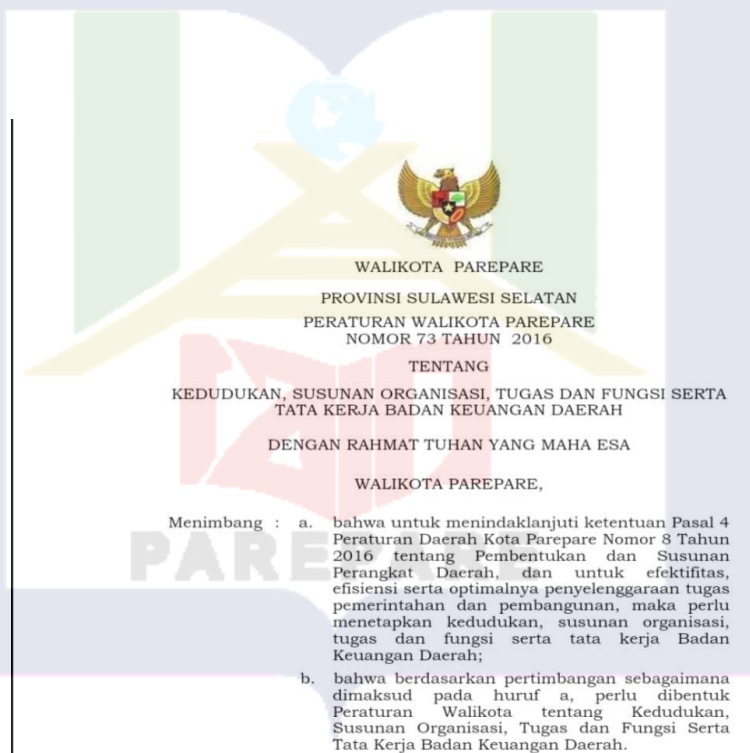 WALIKOTA PAREPARE
PROVINSI SULAWESI SELATAN
PERATURAN WALIKOTA PAREPARE
NOMOR 73 TAHUN 2016
TENTANG
KEDUDUKAN, SUSUNAN ORGANISASI, TUGAS DAN FUNGSI SERTA
TATA KERJA BADAN KEUANGAN DAERAH
DENGAN RAHMAT TUHAN YANG MAHA ESA
WALIKOTA PAREPARE,
Menimbang : a. bahwa untuk menindaklanjuti ketentuan Pasal 4
Peraturan Daerah Kota Parepare Nomor 8 Tahun
2016 tentang Pembentukan dan Susunan
Perangkat Daerah, dan untuk efektifitas,
efisiensi serta optimalnya penyelenggaraan tugas
pemerintahan dan pembangunan, maka perlu
menetapkan kedudukan, susunan organisasi,
tugas dan fungsi serta tata kerja Badan
Keuangan Daerah;
b. bahwa berdasarkan pertimbangan sebagaimana
dimaksud pada huruf a, perlu dibentuk
Peraturan Walikota tentang Kedudukan,
Susunan Organisasi, Tugas dan Fungsi Serta
Tata Kerja Badan Keuangan Daerah.
PAREPARE